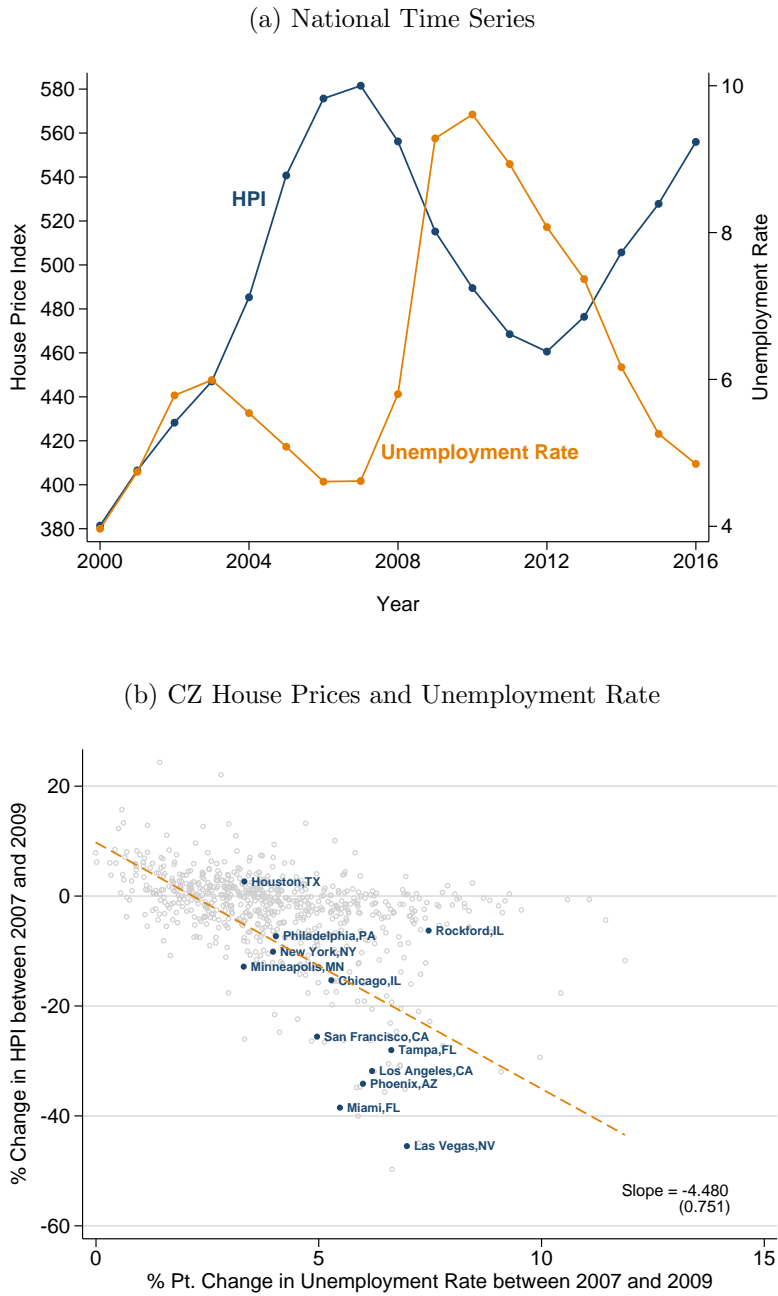 (a) National Time Series
House Price Index
580
560
540
520
500
480
460
440
420
400
380
HPI
Unemployment Rate
10
8
6
4
Unemployment Rate
2000 2004 2008 2012 2016
Year
(b) CZ House Prices and Unemployment Rate
% Change in HPI between 2007 and 2009
20
0
-20
-40
-60
Houston,TX
Philadelphia,PA
Rockford,IL
New York,NY
Minneapolis,MN
Chicago,IL
San Francisco,CA
Tampa,FL
Los Angeles,CA
Phoenix,AZ
Miami,FL
Las Vegas,NV
Slope = -4.480
(0.751)
0 5 10 15
% Pt. Change in Unemployment Rate between 2007 and 2009